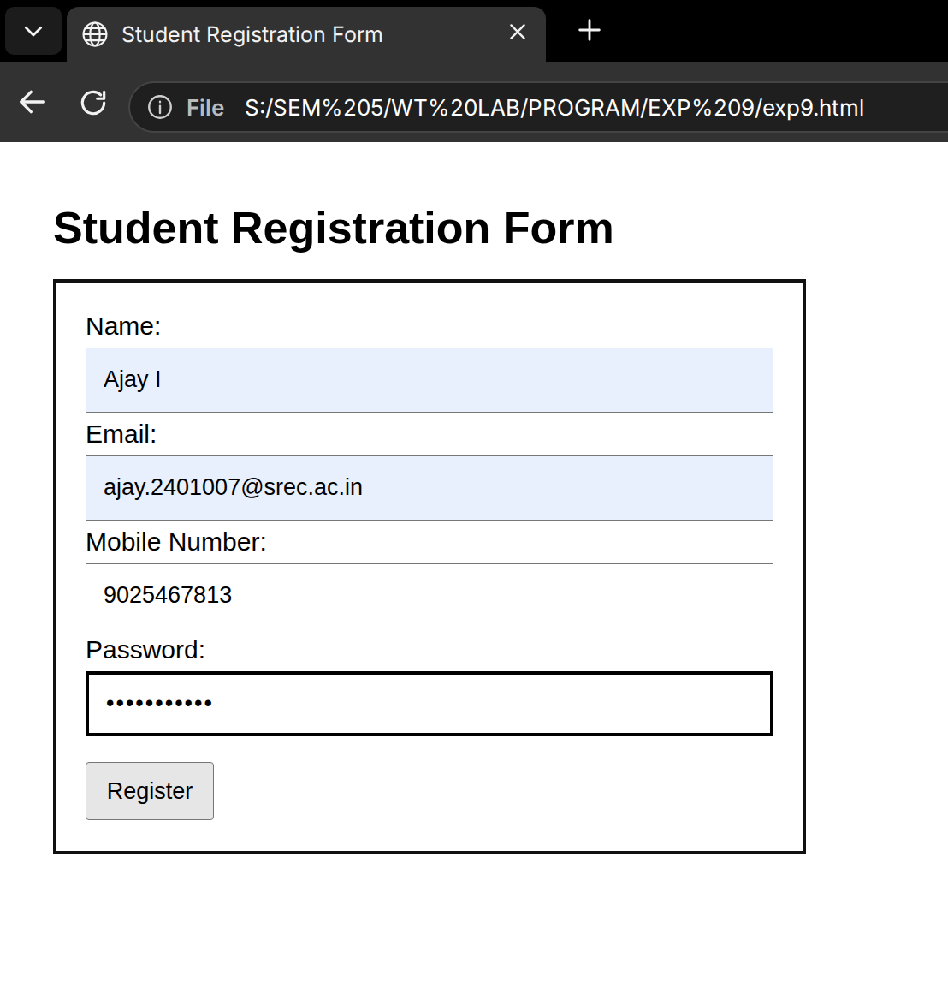 Student Registration Form
File S:/SEM%205/WT%20LAB/PROGRAM/EXP%209/exp9.html
Student Registration Form
Name:
Ajay I
Email:
ajay.2401007@srec.ac.in
Mobile Number:
9025467813
Password:
•••••••••••
Register